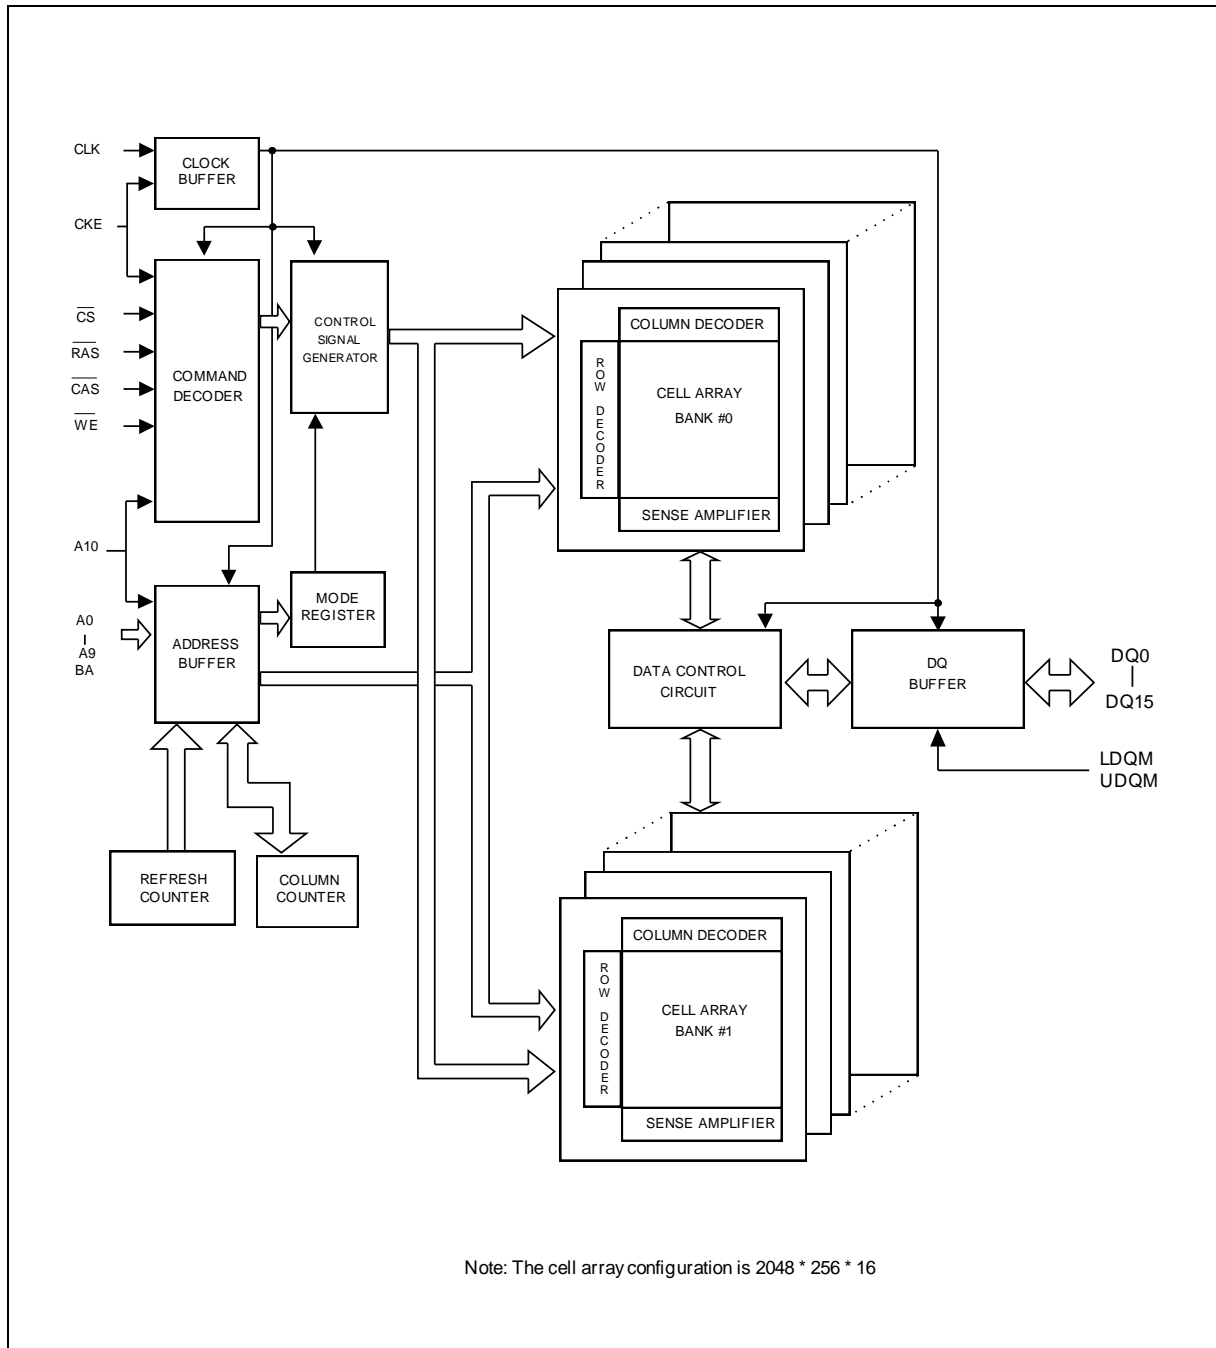 CLK
CLOCK
BUFFER
CKE
CS
RAS
CAS
WE
COMMAND
DECODER
CONTROL
SIGNAL
GENERATOR
A10
A0
A9
BA
ADDRESS
BUFFER
MODE
REGISTER
REFRESH
COUNTER
COLUMN
COUNTER
COLUMN DECODER
ROW DECODER
CELL ARRAY
BANK #0
SENSE AMPLIFIER
DATA CONTROL
CIRCUIT
DQ
BUFFER
DQ0
DQ15
LDQM
UDQM
COLUMN DECODER
ROW DECODER
CELL ARRAY
BANK #1
SENSE AMPLIFIER
Note: The cell array configuration is 2048 * 256 * 16